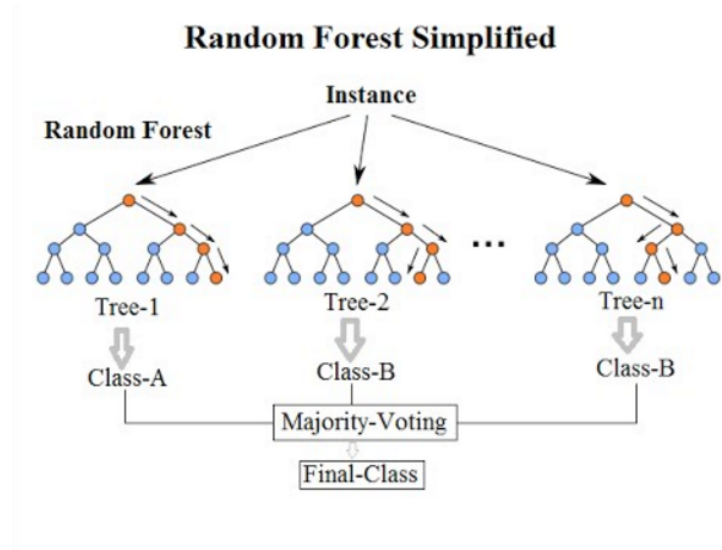 Random Forest Simplified
Instance
Random Forest
...
Tree-1
Tree-2
Tree-n
Class-A
Class-B
Class-B
Majority-Voting
Final-Class